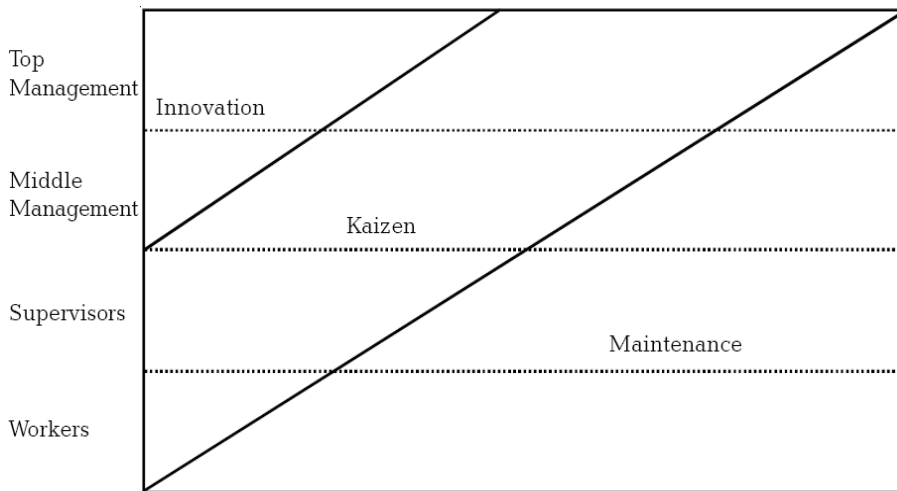 Top
Management
Innovation
Middle
Management
Kaizen
Supervisors
Maintenance
Workers